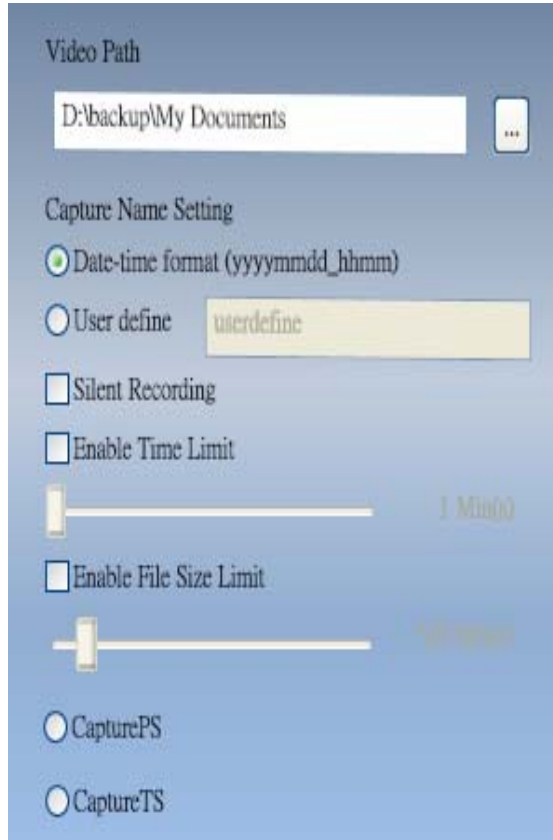 Video Path
D:\backup\My Documents
...
Capture Name Setting
Date-time format (yyyymmdd_hhmm)
User define
userdefine
Silent Recording
Enable Time Limit
1 Min(s)
Enable File Size Limit
CapturePS
CaptureTS